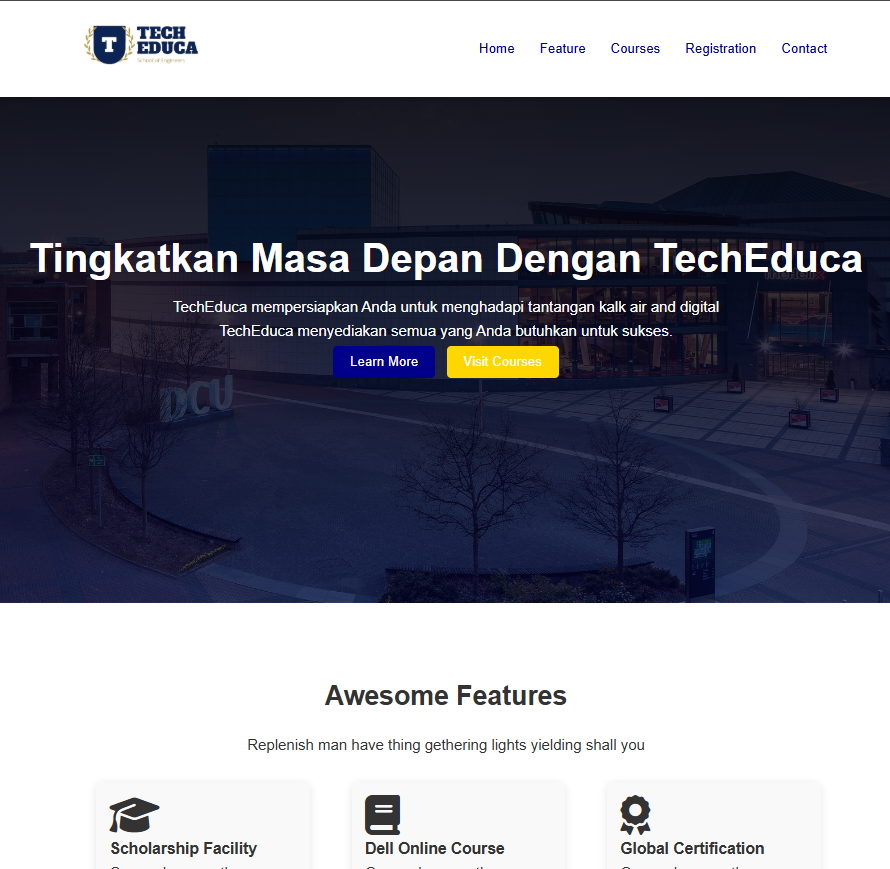 TECH
EDUCA
School of Engineers
Home Feature Courses Registration Contact
Tingkatkan Masa Depan Dengan TechEduca
TechEduca mempersiapkan Anda untuk menghadapi tantangan kalk air and digital
TechEduca menyediakan semua yang Anda butuhkan untuk sukses.
Learn More Visit Courses
DCU
Awesome Features
Replenish man have thing gethering lights yielding shall you
Scholarship Facility Dell Online Course Global Certification